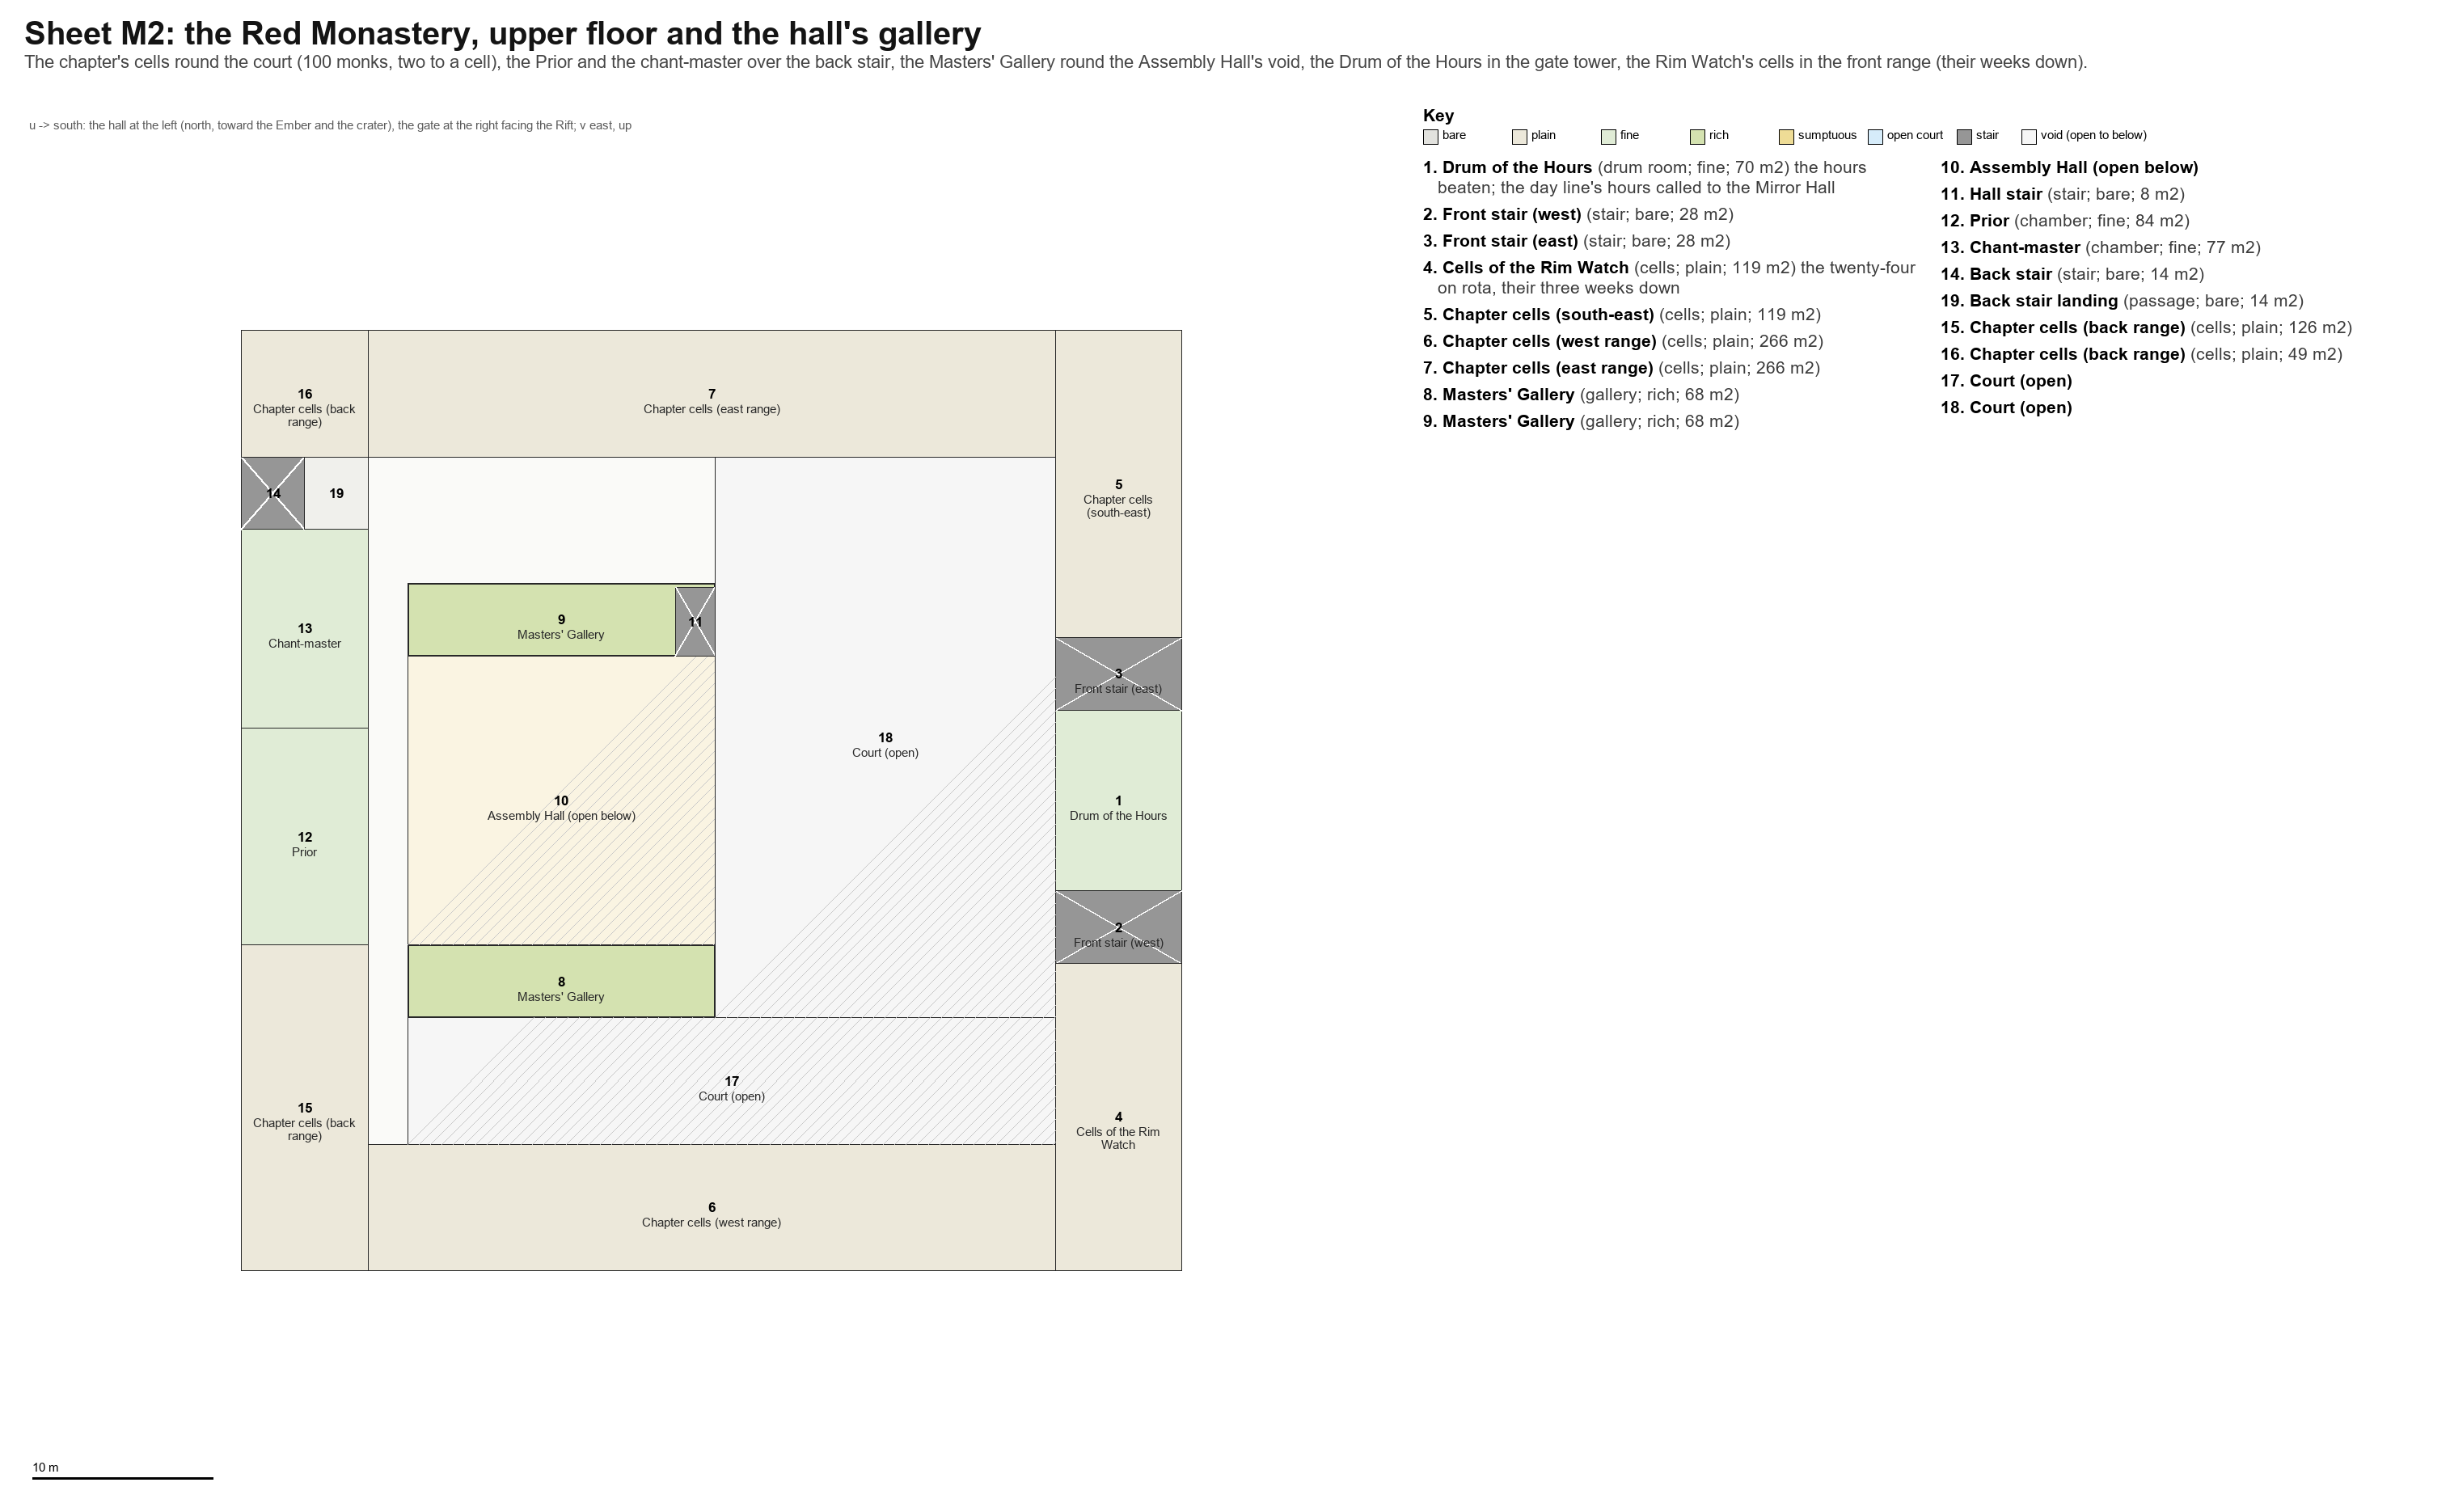 Sheet M2: the Red Monastery, upper floor and the hall's gallery
The chapter's cells round the court (100 monks, two to a cell), the Prior and the chant-master over the back stair, the Masters' Gallery round the Assembly Hall's void, the Drum of the Hours in the gate tower, the Rim Watch's cells in the front range (their weeks down).
u -> south: the hall at the left (north, toward the Ember and the crater), the gate at the right facing the Rift; v east, up
Key
bare plain fine rich sumptuous open court stair void (open to below)
1. Drum of the Hours (drum room; fine; 70 m2) the hours
beaten; the day line's hours called to the Mirror Hall
2. Front stair (west) (stair; bare; 28 m2)
3. Front stair (east) (stair; bare; 28 m2)
4. Cells of the Rim Watch (cells; plain; 119 m2) the twenty-four
on rota, their three weeks down
5. Chapter cells (south-east) (cells; plain; 119 m2)
6. Chapter cells (west range) (cells; plain; 266 m2)
7. Chapter cells (east range) (cells; plain; 266 m2)
8. Masters' Gallery (gallery; rich; 68 m2)
9. Masters' Gallery (gallery; rich; 68 m2)
10. Assembly Hall (open below)
11. Hall stair (stair; bare; 8 m2)
12. Prior (chamber; fine; 84 m2)
13. Chant-master (chamber; fine; 77 m2)
14. Back stair (stair; bare; 14 m2)
19. Back stair landing (passage; bare; 14 m2)
15. Chapter cells (back range) (cells; plain; 126 m2)
16. Chapter cells (back range) (cells; plain; 49 m2)
17. Court (open)
18. Court (open)
16
Chapter cells (back
range)
7
Chapter cells (east range)
5
Chapter cells
(south-east)
14
19
13
Chant-master
9
Masters' Gallery
11
3
Front stair (east)
18
Court (open)
10
Assembly Hall (open below)
1
Drum of the Hours
12
Prior
2
Front stair (west)
8
Masters' Gallery
17
Court (open)
15
Chapter cells (back
range)
4
Cells of the Rim
Watch
6
Chapter cells (west range)
10 m